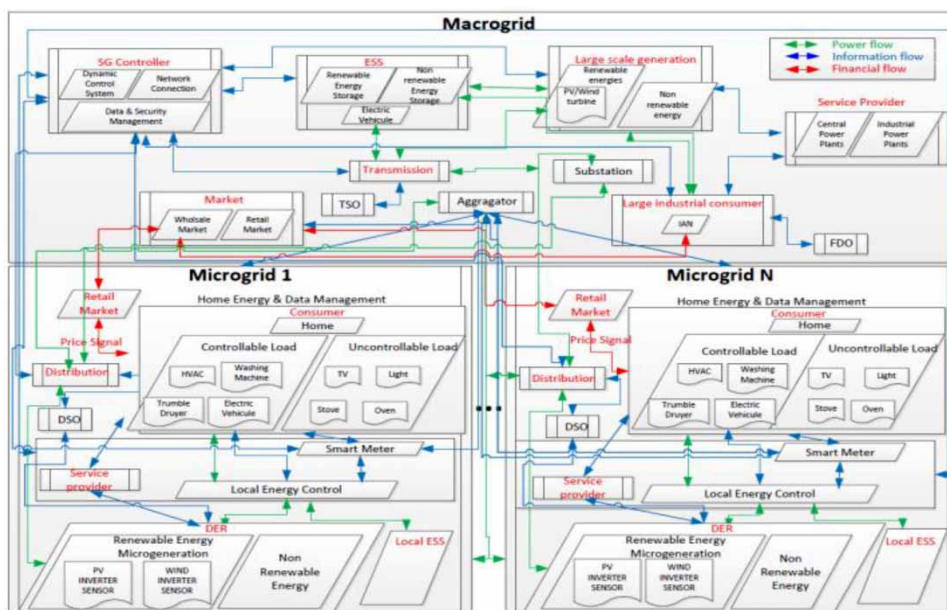 Macrogrid
Power flow
Information flow
Financial flow
SG Controller
Dynamic
Control
System
Network
Connection
Data & Security
Management
ESS
Renewable
Energy
Storage
Non
renewable
Energy
Storage
Electric
Vehicule
Large scale generation
Renewable
energies
PV/Wind
turbine
Non
renewable
energy
Service Provider
Central
Power
Plants
Industrial
Power
Plants
Transmission
Substation
TSO
Aggragator
Market
Wholsale
Market
Retail
Market
Large industrial consumer
IAN
FDO
Microgrid 1
Retail
Market
Home Energy & Data Management
Consumer
Home
Price Signal
Controllable Load
Uncontrollable Load
HVAC
Washing
Machine
TV
Light
Trumble
Druyer
Electric
Vehicule
Stove
Oven
Distribution
DSO
Smart Meter
Service
provider
Local Energy Control
DER
Renewable Energy
Microgeneration
PV
INVERTER
SENSOR
WIND
INVERTER
SENSOR
Non
Renewable
Energy
Local ESS
Microgrid N
Retail
Market
Home Energy & Data Management
Consumer
Home
Price Signal
Controllable Load
Uncontrollable Load
HVAC
Washing
Machine
TV
Light
Trumble
Druyer
Electric
Vehicule
Stove
Oven
Distribution
DSO
Smart Meter
Service
provider
Local Energy Control
DER
Renewable Energy
Microgeneration
PV
INVERTER
SENSOR
WIND
INVERTER
SENSOR
Non
Renewable
Energy
Local ESS